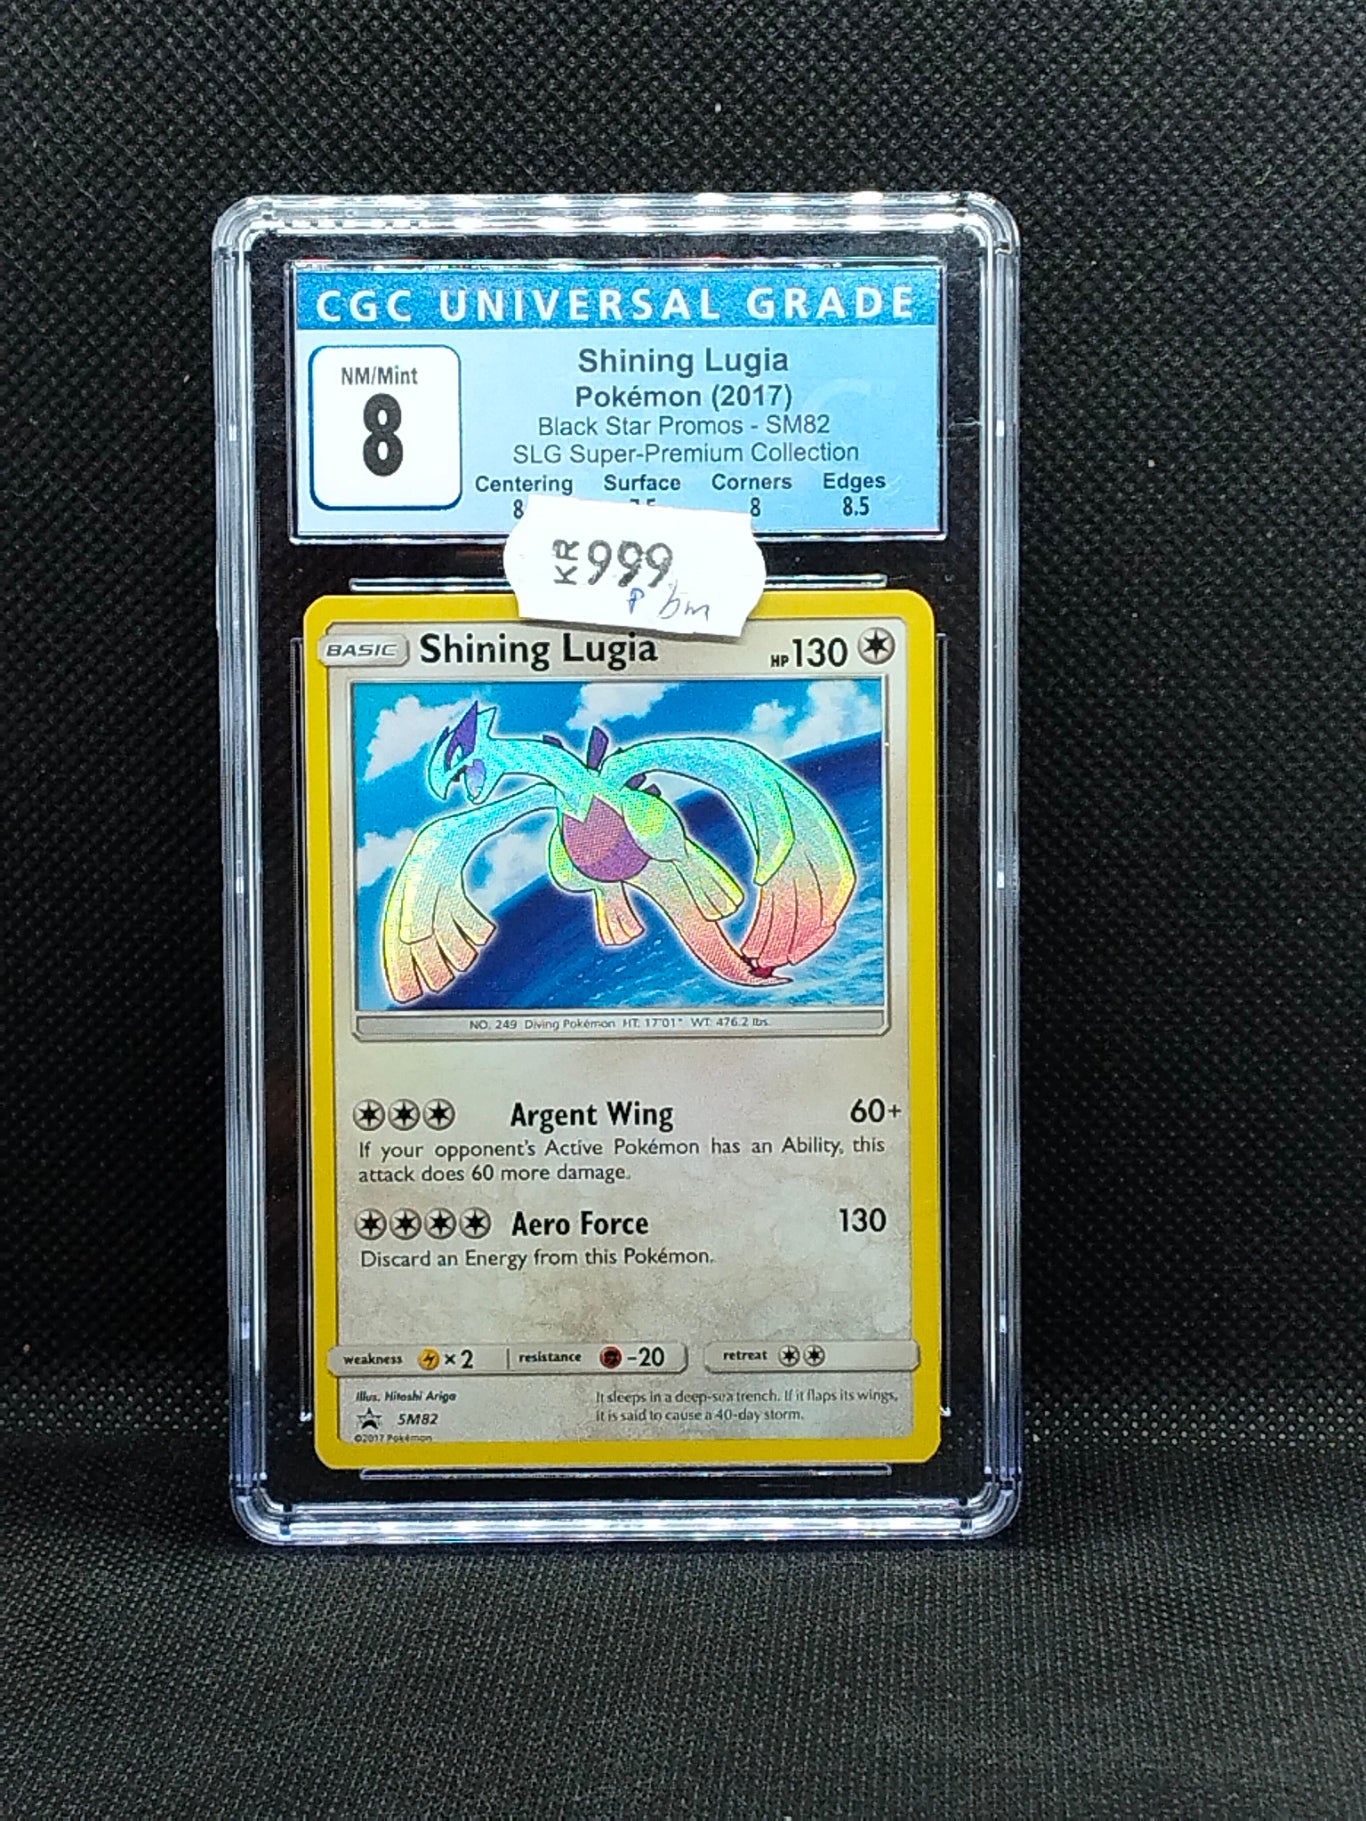 CGC UNIVERSAL GRADE
NM/Mint
8
Shining Lugia
Pokémon (2017)
Black Star Promos - SM82
SLG Super-Premium Collection
Centering Surface Corners Edges
8 8.5
KR 999
BASIC Shining Lugia HP 130
NO. 249 Diving Pokémon HT: 17'01" WT: 476.2 lbs.
Argent Wing 60+
If your opponent's Active Pokémon has an Ability, this
attack does 60 more damage.
Aero Force 130
Discard an Energy from this Pokémon.
weakness ×2 resistance -20 retreat
Illus. Hitoshi Ariga
SM82
©2017 Pokémon
It sleeps in a deep-sea trench. If it flaps its wings,
it is said to cause a 40-day storm.